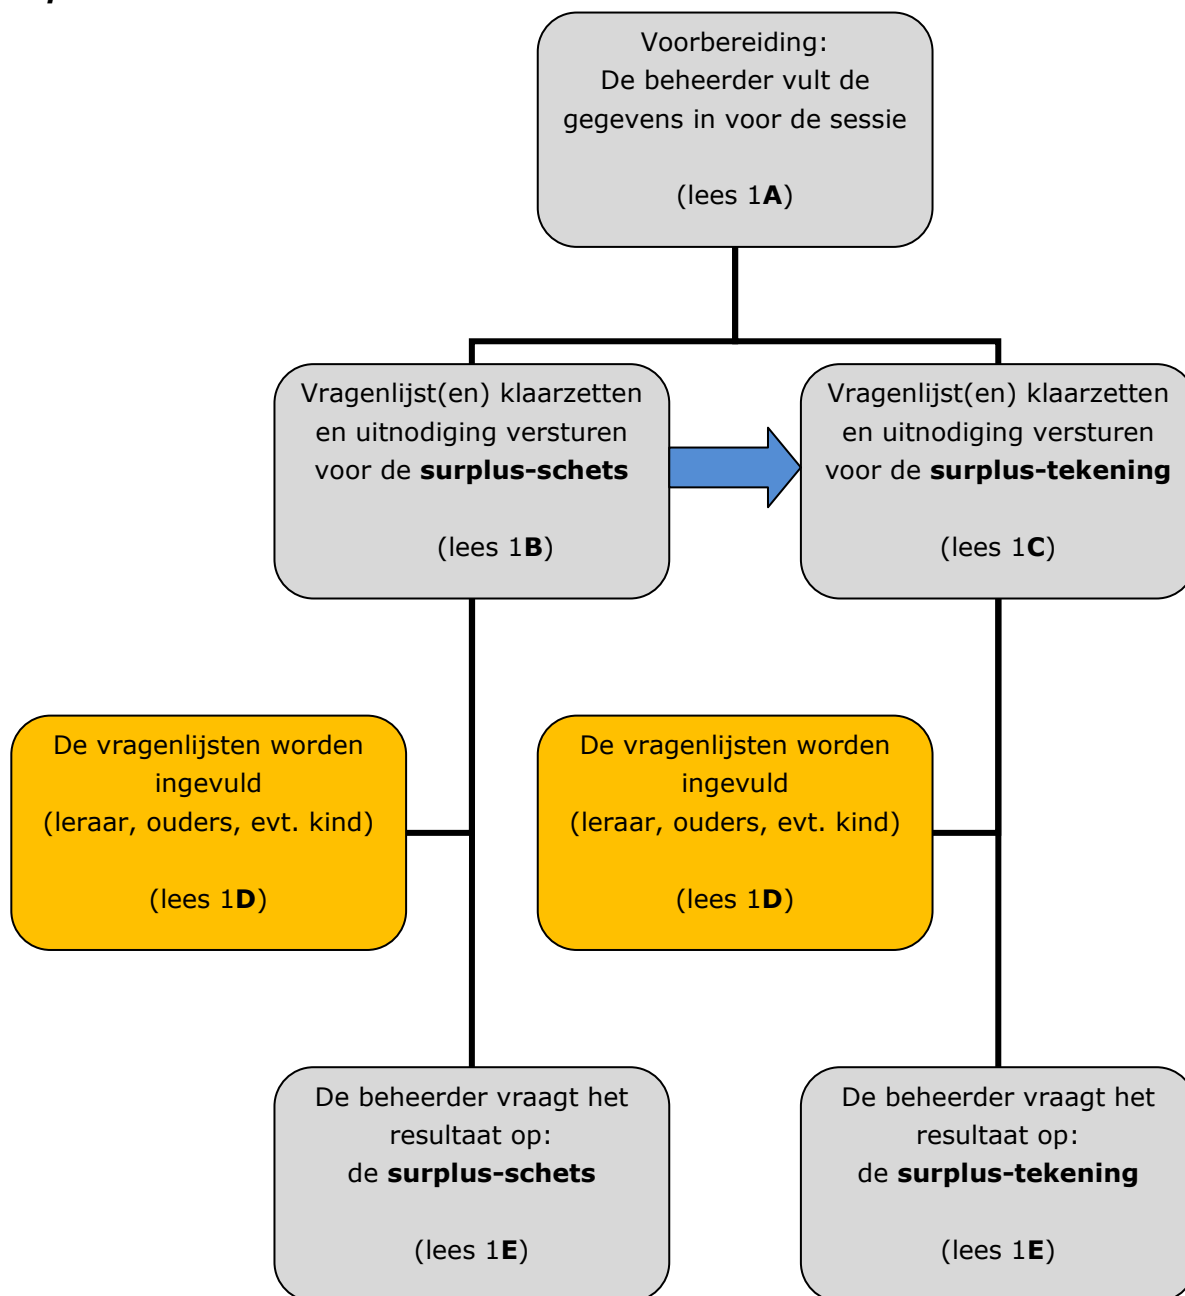 Voorbereiding:
De beheerder vult de
gegevens in voor de sessie
(lees 1A)
Vragenlijst(en) klaarzetten
en uitnodiging versturen
voor de surplus-schets
(lees 1B)
Vragenlijst(en) klaarzetten
en uitnodiging versturen
voor de surplus-tekening
(lees 1C)
De vragenlijsten worden
ingevuld
(leraar, ouders, evt. kind)
(lees 1D)
De vragenlijsten worden
ingevuld
(leraar, ouders, evt. kind)
(lees 1D)
De beheerder vraagt het
resultaat op:
de surplus-schets
(lees 1E)
De beheerder vraagt het
resultaat op:
de surplus-tekening
(lees 1E)